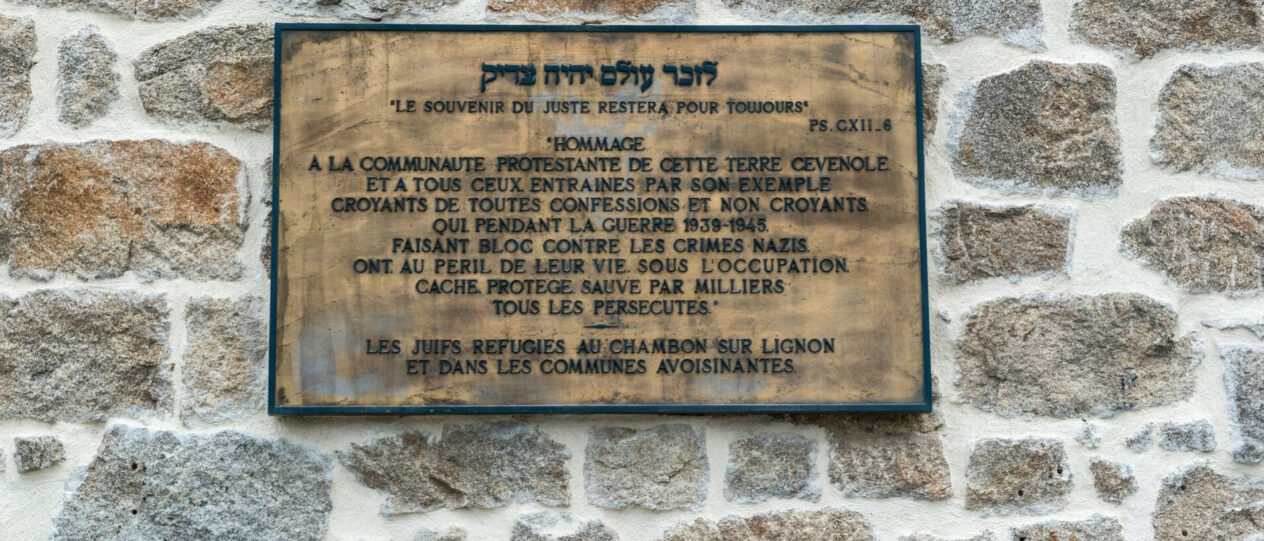 לזכר עולם יהיה צדיק
"LE SOUVENIR DU JUSTE RESTERA POUR TOUJOURS"
PS. CXII_6
"HOMMAGE
A LA COMMUNAUTE PROTESTANTE DE CETTE TERRE CEVENOLE
ET A TOUS CEUX ENTRAINES PAR SON EXEMPLE
CROYANTS DE TOUTES CONFESSIONS ET NON CROYANTS.
QUI. PENDANT LA GUERRE 1939-1945.
FAISANT BLOC CONTRE LES CRIMES NAZIS.
ONT. AU PERIL DE LEUR VIE. SOUS L'OCCUPATION.
CACHE. PROTEGE. SAUVE PAR MILLIERS
TOUS LES PERSECUTES."
LES JUIFS REFUGIES AU CHAMBON SUR LIGNON
ET DANS LES COMMUNES AVOISINANTES.